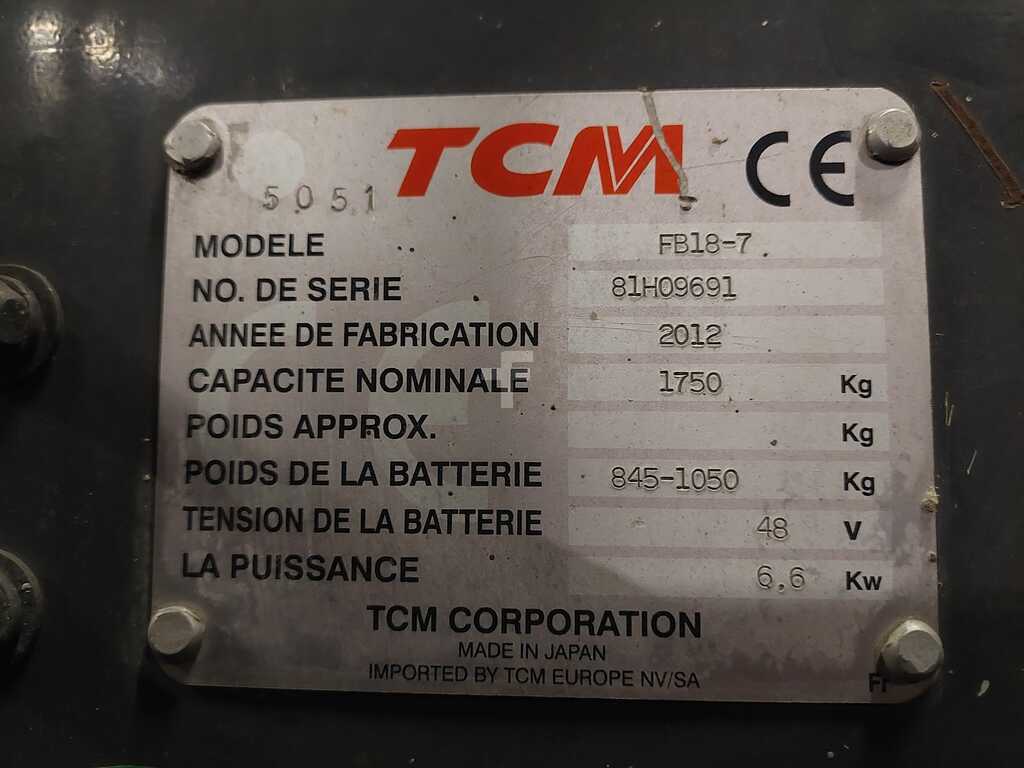 TCM CE
5051
MODELE FB18-7
NO. DE SERIE 81H09691
ANNEE DE FABRICATION 2012
CAPACITE NOMINALE 1750 Kg
POIDS APPROX. Kg
POIDS DE LA BATTERIE 845-1050 Kg
TENSION DE LA BATTERIE 48 V
LA PUISSANCE 6.6 Kw
TCM CORPORATION
MADE IN JAPAN
IMPORTED BY TCM EUROPE NV/SA
Fr